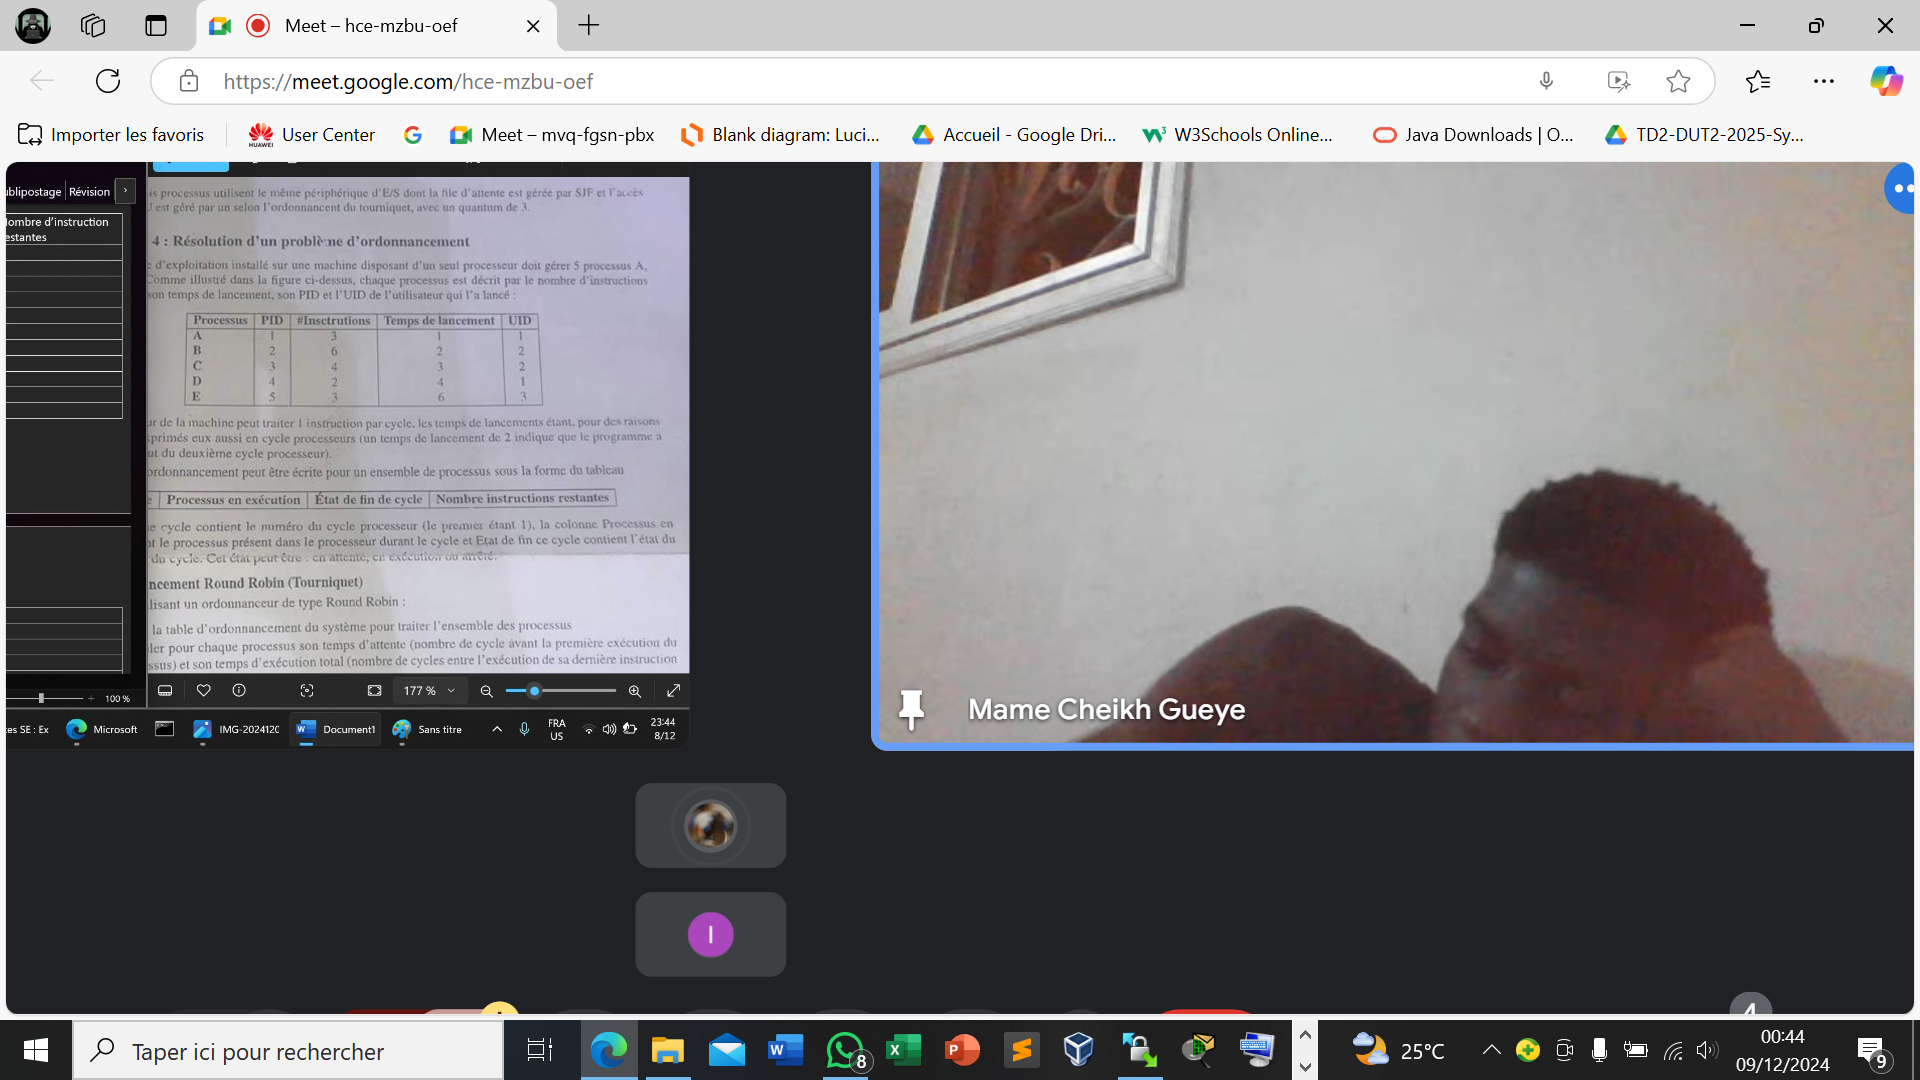 Meet – hce-mzbu-oef
https://meet.google.com/hce-mzbu-oef
Importer les favoris
HUAWEI
User Center
Meet – mvq-fgsn-pbx
Blank diagram: Luci...
Accueil - Google Dri...
W3Schools Online...
Java Downloads | O...
TD2-DUT2-2025-Sy...
ublipostage
Révision
ombre d'instruction
estantes
is processus utilisent le même périphérique d'E/S dont la file d'attente est gérée par SJF et l'accès
est géré par un selon l'ordonnancent du tourniquet, avec un quantum de 3.
4 : Résolution d'un problème d'ordonnancement
e d'exploitation installé sur une machine disposant d'un seul processeur doit gérer 5 processus A,
Comme illustré dans la figure ci-dessus, chaque processus est décrit par le nombre d'instructions
son temps de lancement, son PID et l'UID de l'utilisateur qui l'a lancé :
Processus PID #Insctrutions Temps de lancement UID
A 1 3 1 1
B 2 6 2 2
C 3 4 3 2
D 4 2 4 1
E 5 3 6 3
ur de la machine peut traiter 1 instruction par cycle, les temps de lancements étant, pour des raisons
xprimés eux aussi en cycle processeurs (un temps de lancement de 2 indique que le programme a
ut du deuxième cycle processeur).
ordonnancement peut être écrite pour un ensemble de processus sous la forme du tableau
e Processus en exécution État de fin de cycle Nombre instructions restantes
e cycle contient le numéro du cycle processeur (le premier étant 1), la colonne Processus en
nt le processus présent dans le processeur durant le cycle et Etat de fin ce cycle contient l'état du
du cycle. Cet état peut être : en attente, en exécution ou arrêté.
ncement Round Robin (Tourniquet)
lisant un ordonnanceur de type Round Robin :
la table d'ordonnancement du système pour traiter l'ensemble des processus
ler pour chaque processus son temps d'attente (nombre de cycle avant la première exécution du
ssus) et son temps d'exécution total (nombre de cycles entre l'exécution de sa dernière instruction
177 %
100 %
es SE : Ex
Microsoft
IMG-2024120
Document1
Sans titre
FRA
US
23:44
8/12
Mame Cheikh Gueye
I
4
Taper ici pour rechercher
8
25°C
00:44
09/12/2024
9